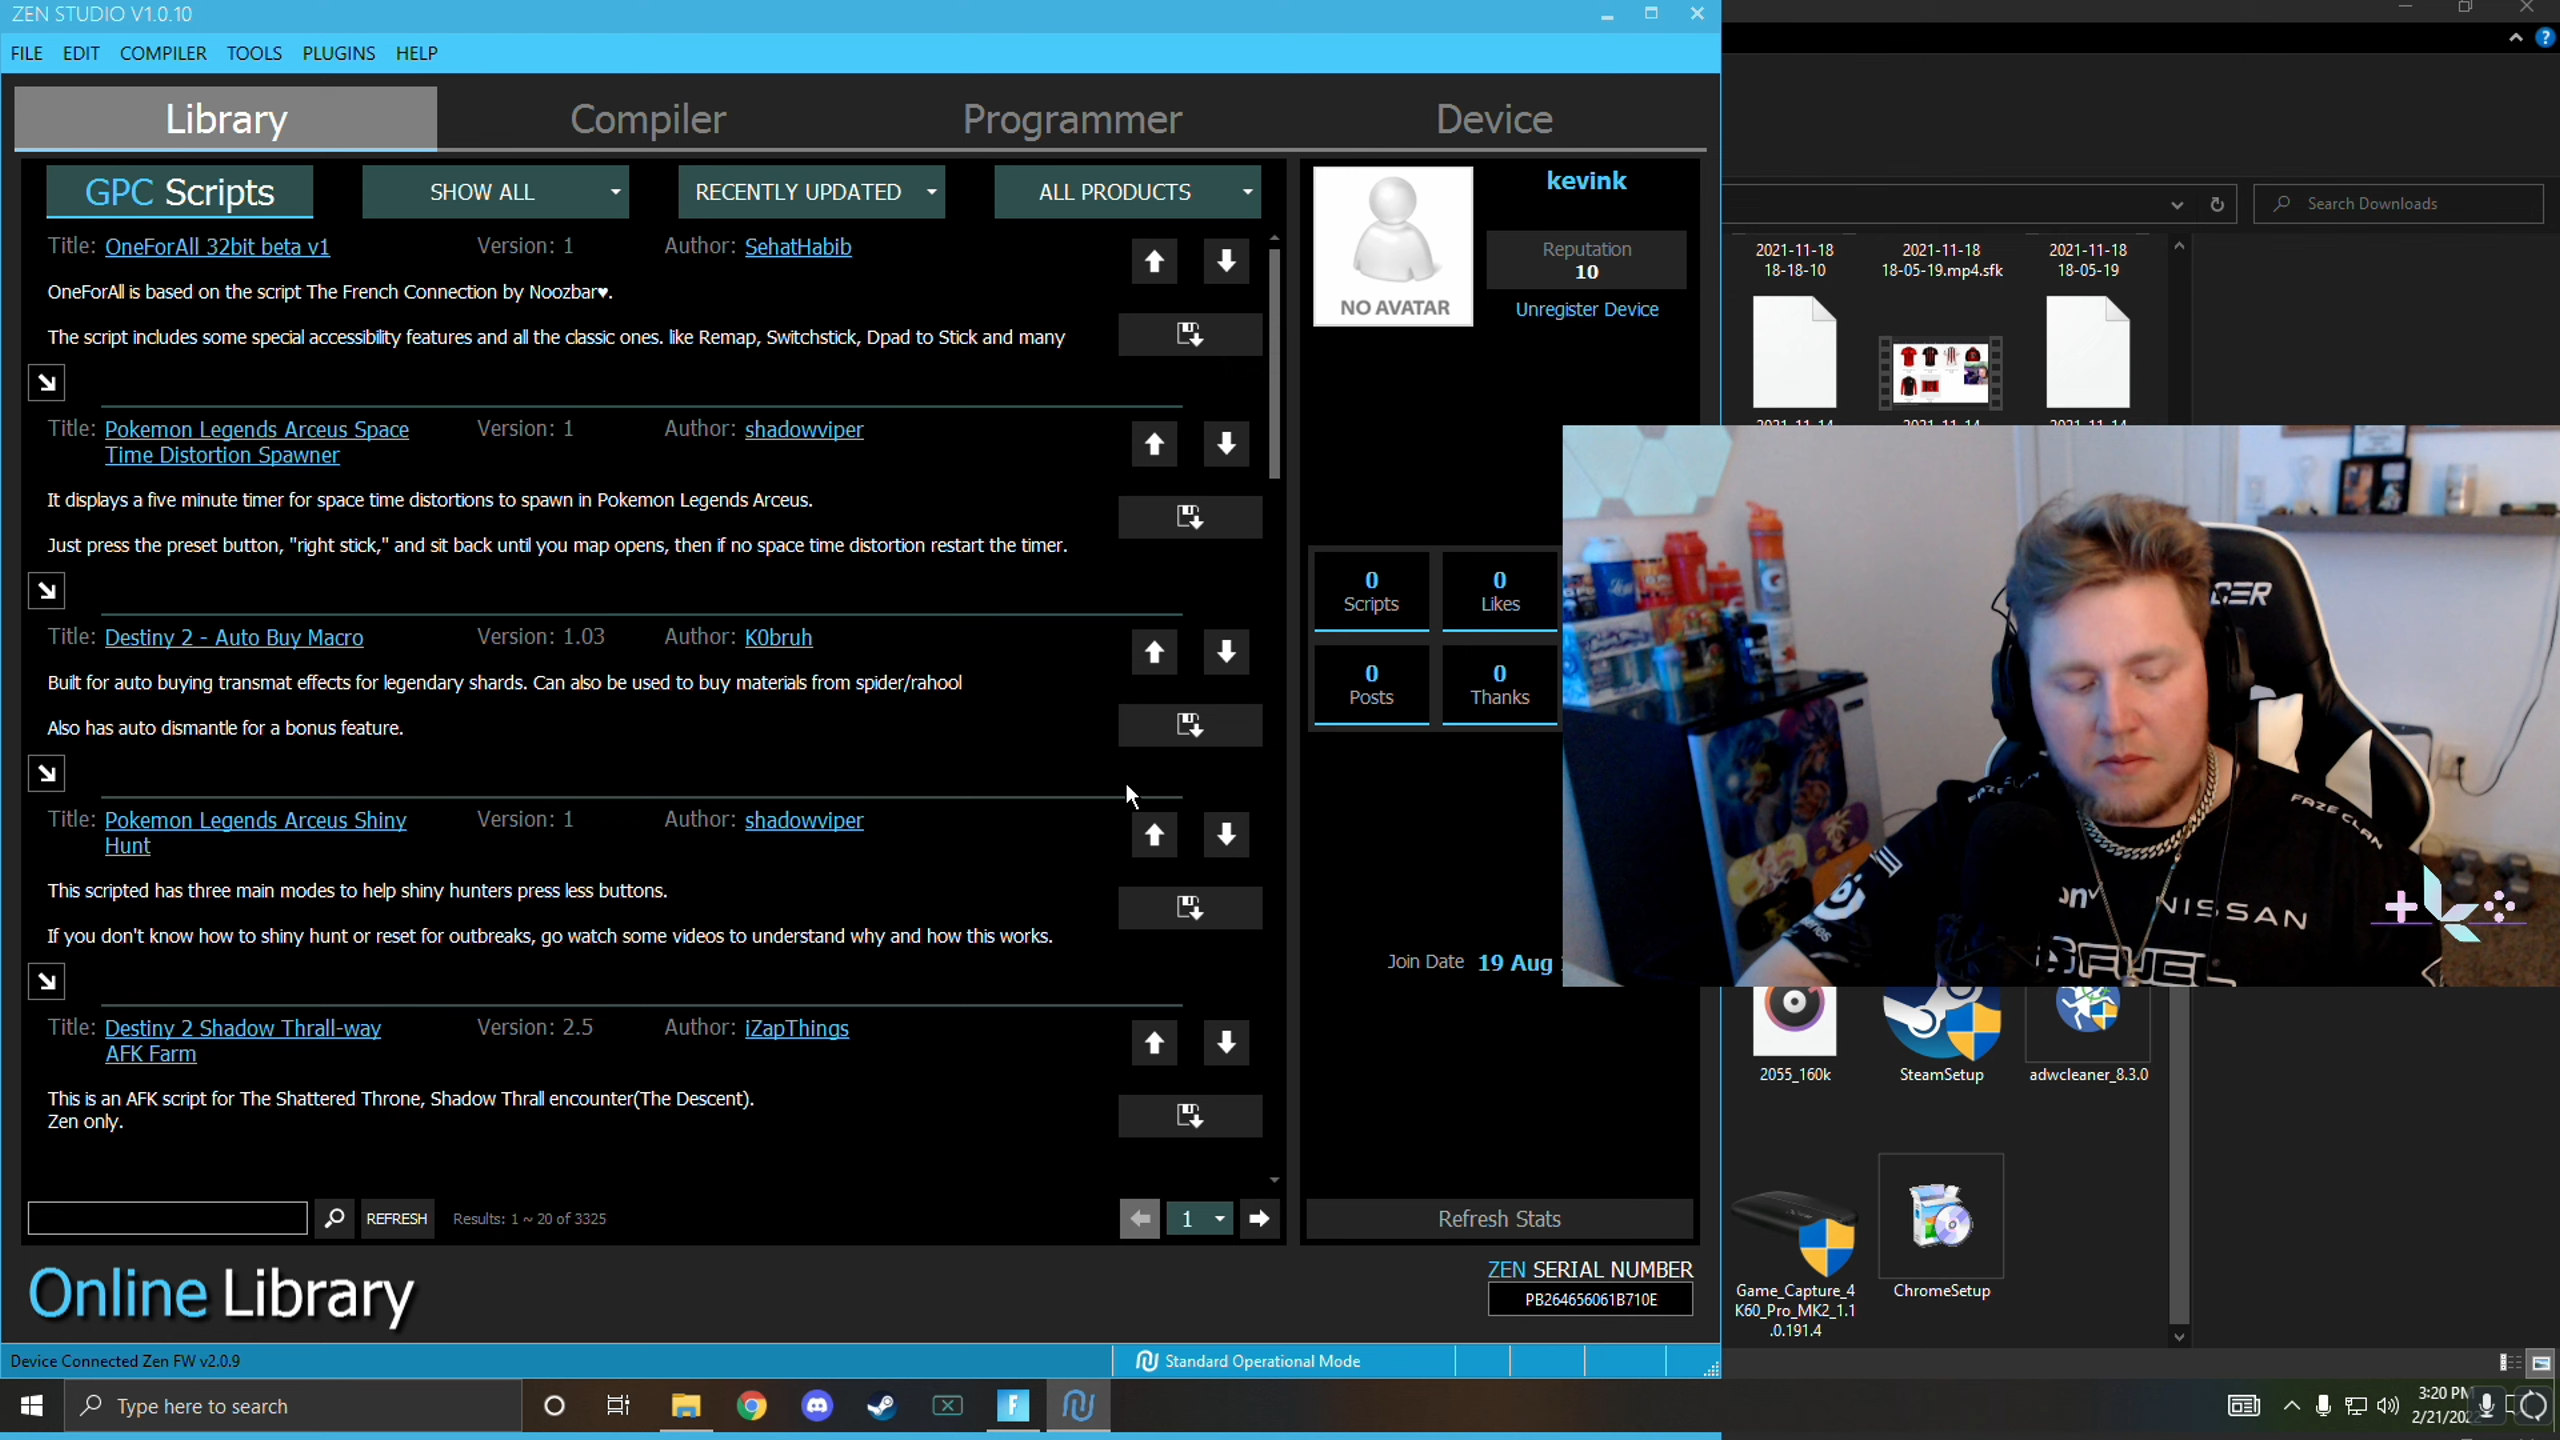 ZEN STUDIO V1.0.10
FILE EDIT COMPILER TOOLS PLUGINS HELP
Library Compiler Programmer Device
GPC Scripts SHOW ALL RECENTLY UPDATED ALL PRODUCTS
Title: OneForAll 32bit beta v1 Version: 1 Author: SehatHabib
OneForAll is based on the script The French Connection by Noozbar♥.
The script includes some special accessibility features and all the classic ones. like Remap, Switchstick, Dpad to Stick and many
Title: Pokemon Legends Arceus Space Version: 1 Author: shadowviper
Time Distortion Spawner
It displays a five minute timer for space time distortions to spawn in Pokemon Legends Arceus.
Just press the preset button, "right stick," and sit back until you map opens, then if no space time distortion restart the timer.
Title: Destiny 2 - Auto Buy Macro Version: 1.03 Author: K0bruh
Built for auto buying transmat effects for legendary shards. Can also be used to buy materials from spider/rahool
Also has auto dismantle for a bonus feature.
Title: Pokemon Legends Arceus Shiny Version: 1 Author: shadowviper
Hunt
This scripted has three main modes to help shiny hunters press less buttons.
If you don't know how to shiny hunt or reset for outbreaks, go watch some videos to understand why and how this works.
Title: Destiny 2 Shadow Thrall-way Version: 2.5 Author: iZapThings
AFK Farm
This is an AFK script for The Shattered Throne, Shadow Thrall encounter(The Descent).
Zen only.
REFRESH Results: 1 ~ 20 of 3325 1
Online Library
kevink
NO AVATAR
Reputation
10
Unregister Device
0 Scripts
0 Likes
0 Posts
0 Thanks
Join Date 19 Aug
Refresh Stats
ZEN SERIAL NUMBER
PB264656061B710E
Device Connected Zen FW v2.0.9 Standard Operational Mode
Search Downloads
2021-11-18 2021-11-18 2021-11-18
18-18-10 18-05-19.mp4.sfk 18-05-19
2021-11-14 2021-11-14 2021-11-14
FAZE CLAN
NISSAN
2055_160k SteamSetup adwcleaner_8.3.0
Game_Capture_4 ChromeSetup
K60_Pro_MK2_1.1
.0.191.4
Type here to search
3:20 PM
2/21/202